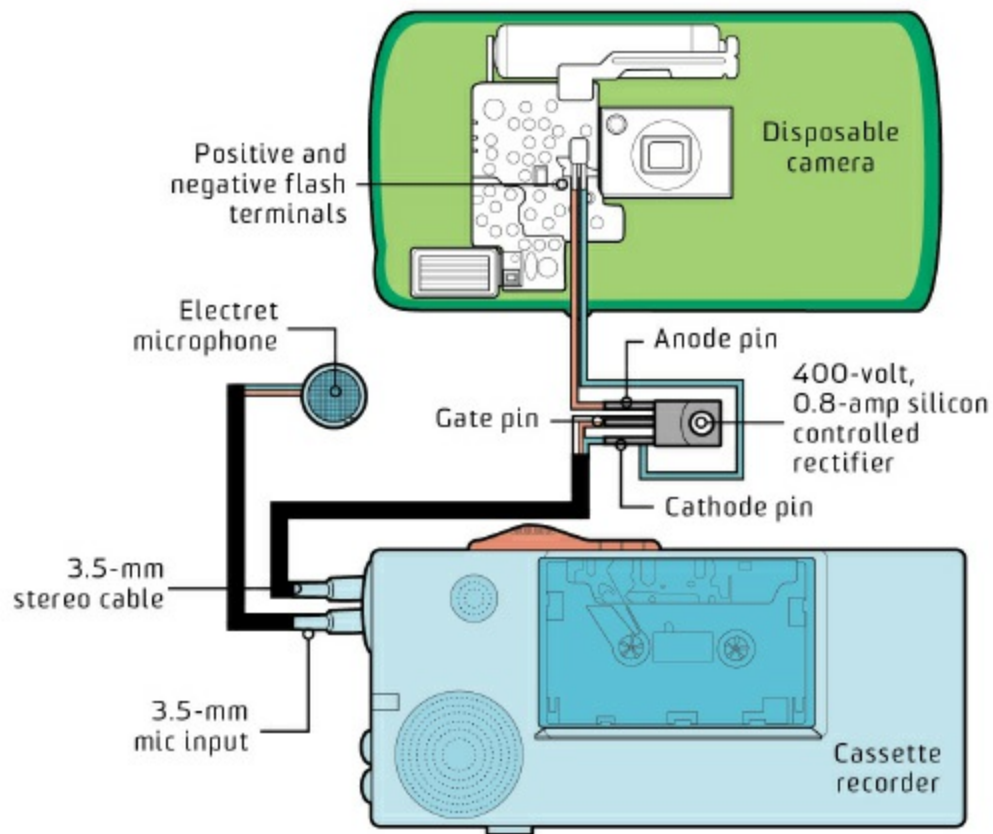 Disposable
camera
Positive and
negative flash
terminals
Electret
microphone
Anode pin
400-volt,
0.8-amp silicon
controlled
rectifier
Gate pin
Cathode pin
3.5-mm
stereo cable
3.5-mm
mic input
Cassette
recorder